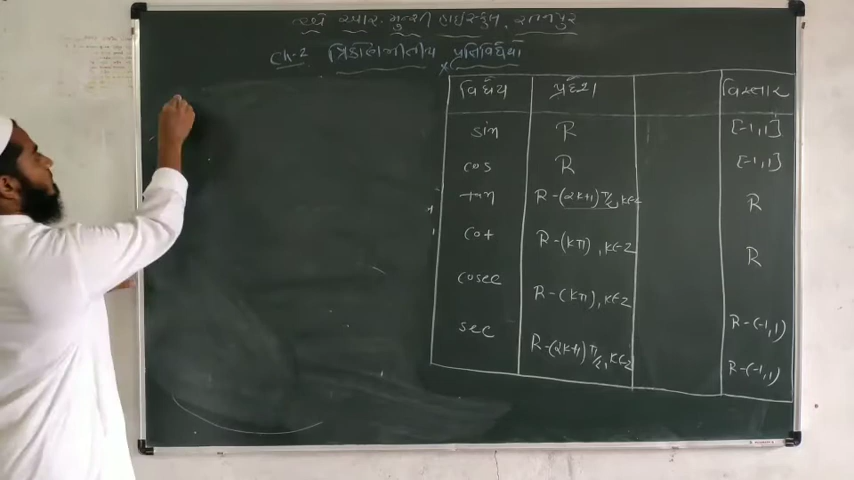 આર. મુન્શી હાઇસ્કુલ, રતનપુર
Ch-2 ત્રિકોણમીતીય પ્રતિવિધેયો
વિધેય પ્રદેશ વિસ્તાર
sin R [-1,1]
cos R [-1,1]
tan R-(2k+1)π/2, k∈Z R
cot R-(kπ), k∈Z R
cosec R-(kπ), k∈Z R-(-1,1)
sec R-(2k+1)π/2, k∈Z R-(-1,1)